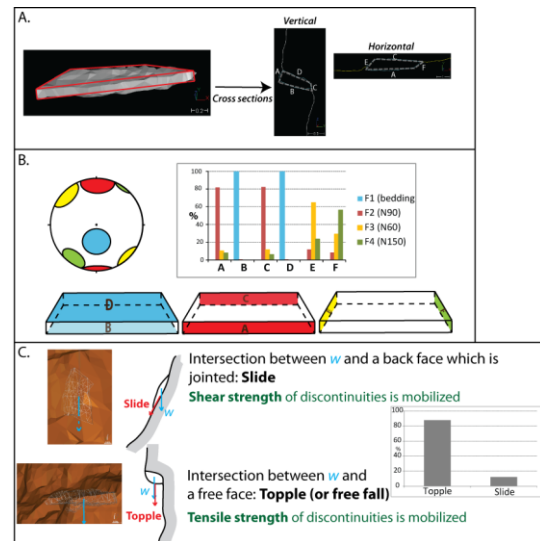 A.
Vertical
Horizontal
Cross sections
A
D
B
C
E
C
F
A
0.2
B.
100
80
60
40
20
0
%
A B C D E F
F1 (bedding
F2 (N90)
F3 (N60)
F4 (N150)
D
B
C
A
C.
Intersection between w and a back face which is
jointed: Slide
Shear strength of discontinuities is mobilized
Slide
w
w
100
80
60
40
20
0
%
Topple Slide
Intersection between w and
a free face: Topple (or free fall)
Tensile strength of discontinuities is mobilized
w
Topple